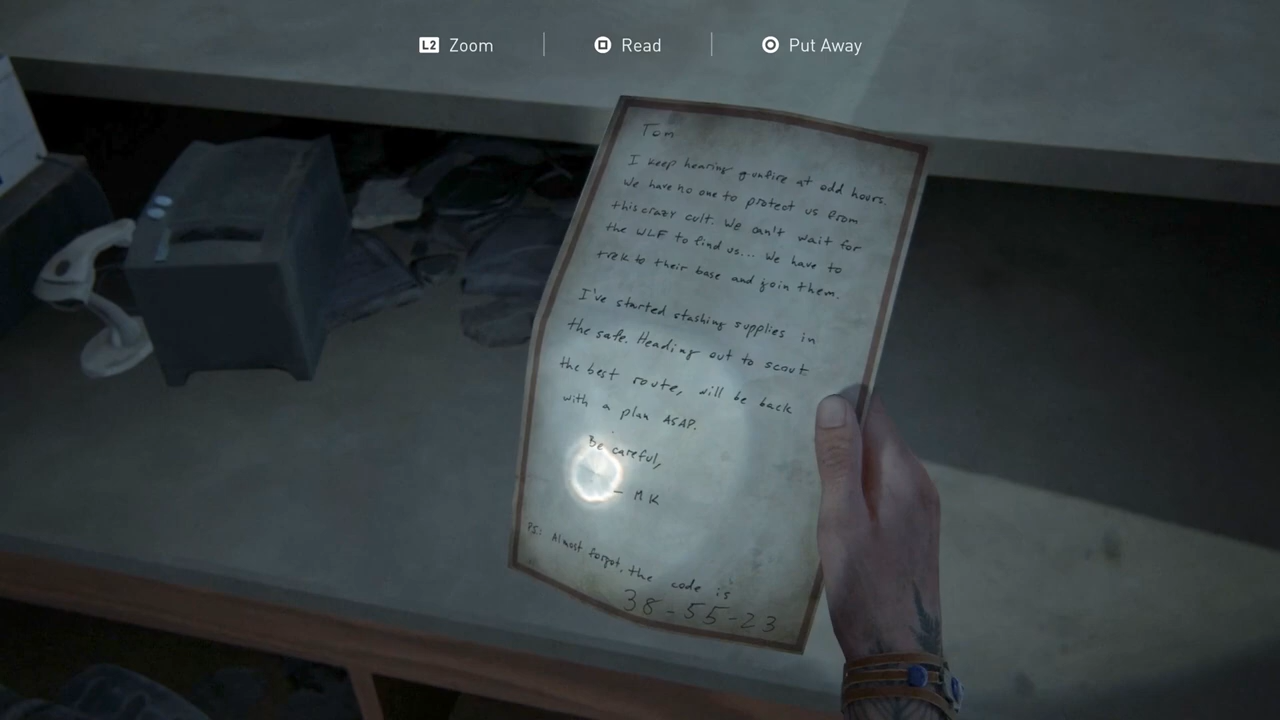 L2 Zoom Read Put Away
Tom
I keep hearing gunfire at odd hours.
We have no one to protect us from
this crazy cult. We can't wait for
the WLF to find us... We have to
trek to their base and join them.
I've started stashing supplies in
the safe. Heading out to scout
the best route, will be back
with a plan ASAP.
Be careful,
- MK
PS: Almost forgot, the code is
38-55-23